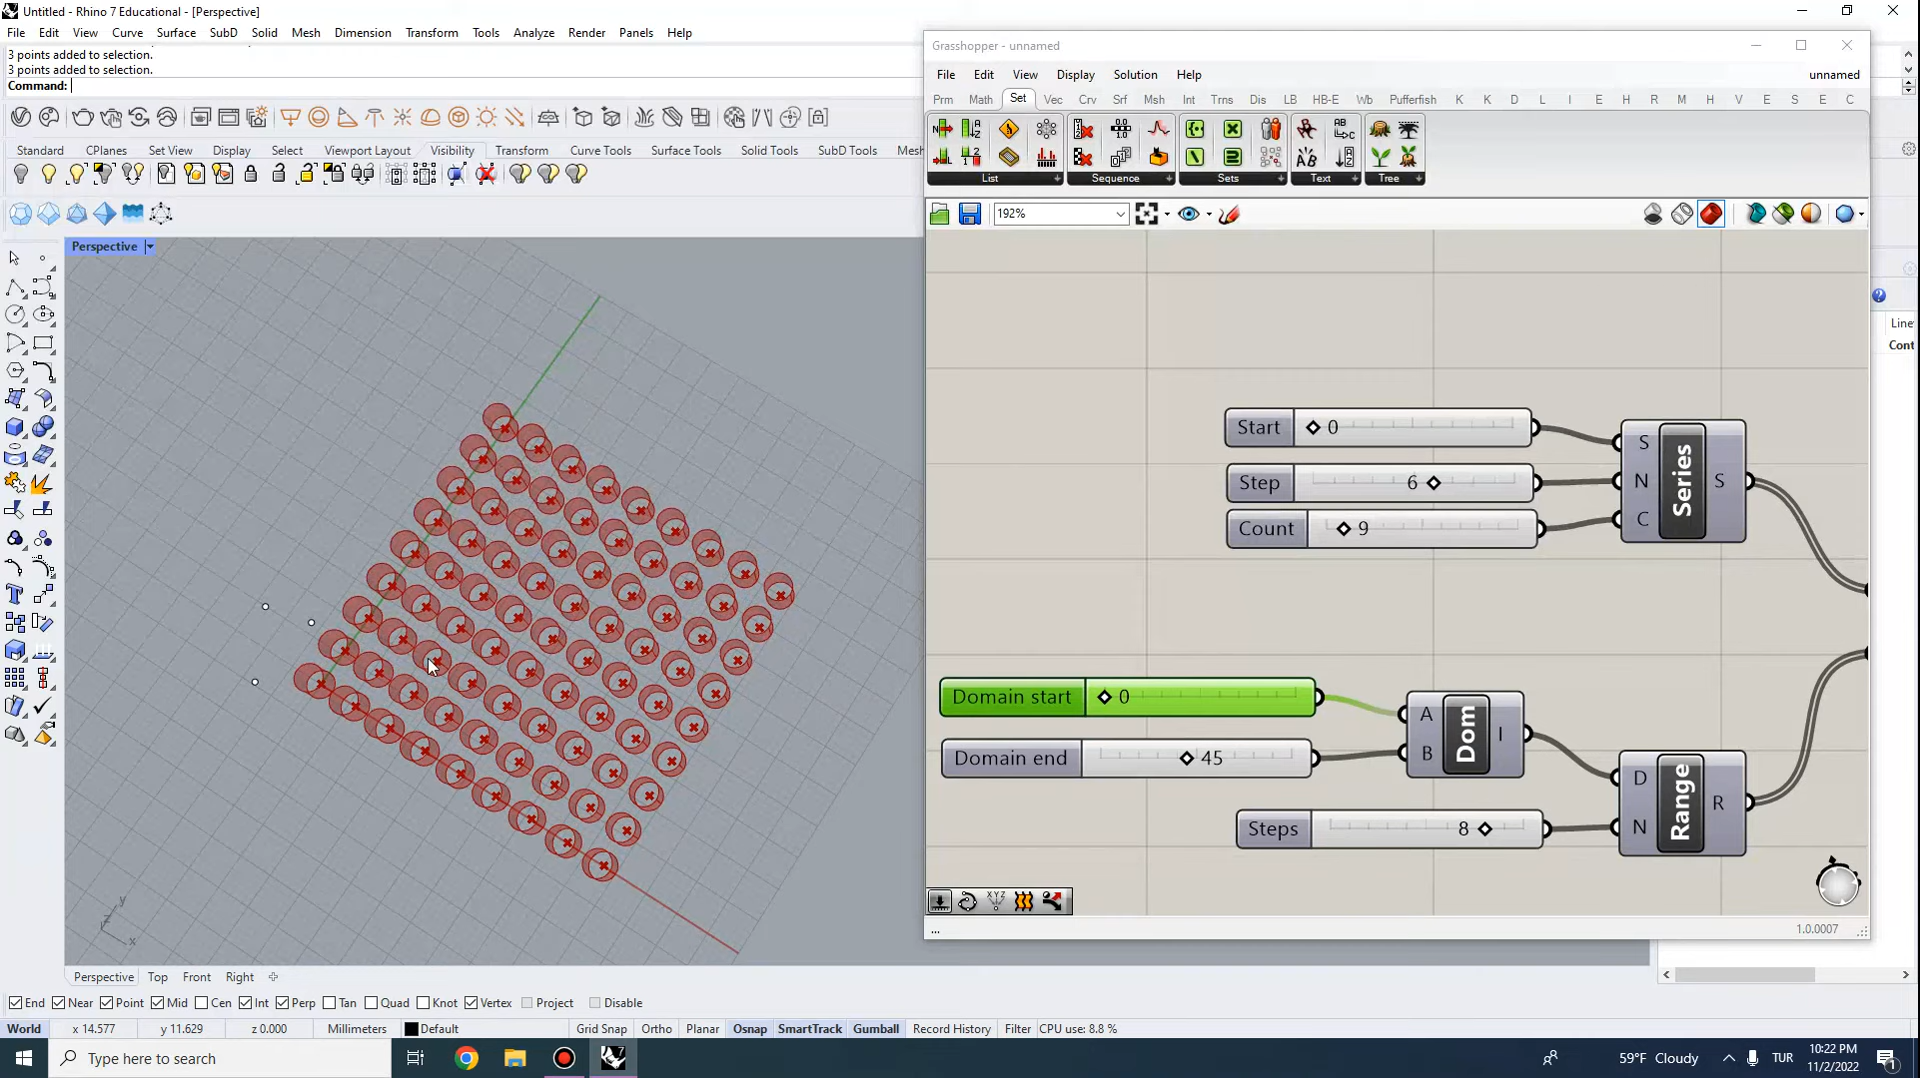 Untitled - Rhino 7 Educational - [Perspective]
File Edit View Curve Surface SubD Solid Mesh Dimension Transform Tools Analyze Render Panels Help
3 points added to selection.
3 points added to selection.
Command:
Standard CPlanes Set View Display Select Viewport Layout Visibility Transform Curve Tools Surface Tools Solid Tools SubD Tools Mesh
Perspective
Grasshopper - unnamed
File Edit View Display Solution Help unnamed
Prm Math Set Vec Crv Srf Msh Int Trns Dis LB HB-E Wb Pufferfish K K D L I E H R M H V E S E C
List Sequence Sets Text Tree
192%
Start 0
Step 6
Count 9
S N C Series S
Domain start 0
Domain end 45
A B Dom I
Steps 8
D N Range R
... 1.0.0007
Line
Cont
z y x
Perspective Top Front Right
End Near Point Mid Cen Int Perp Tan Quad Knot Vertex Project Disable
World x 14.577 y 11.629 z 0.000 Millimeters Default Grid Snap Ortho Planar Osnap SmartTrack Gumball Record History Filter CPU use: 8.8 %
Type here to search 59°F Cloudy TUR 10:22 PM
11/2/2022 1